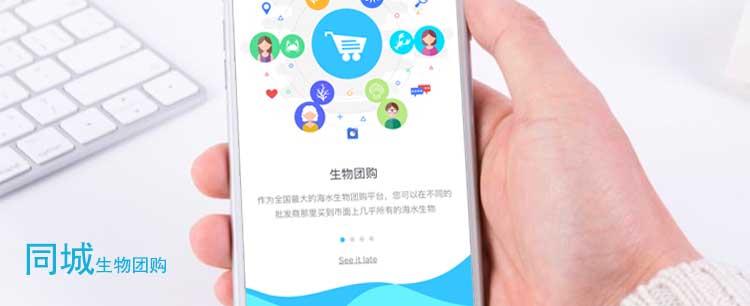 生物团购
作为全国最大的海水生物团购平台，您可以在不同的
批发商那里买到市面上几乎所有的海水生物
See it late
同城生物团购